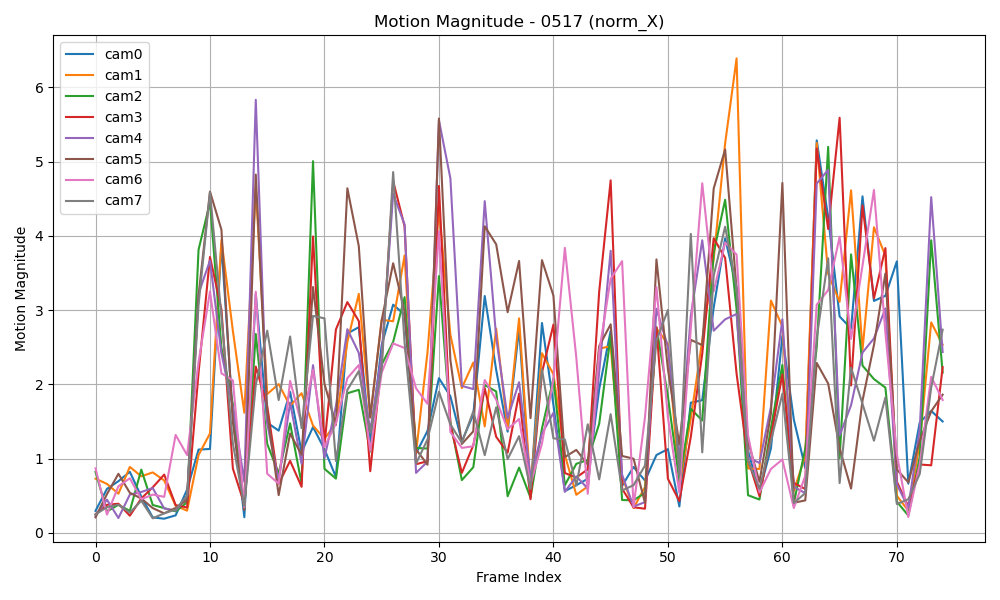 Motion Magnitude - 0517 (norm_X)
cam0
cam1
cam2
cam3
cam4
cam5
cam6
cam7
Motion Magnitude
6
5
4
3
2
1
0
0 10 20 30 40 50 60 70
Frame Index